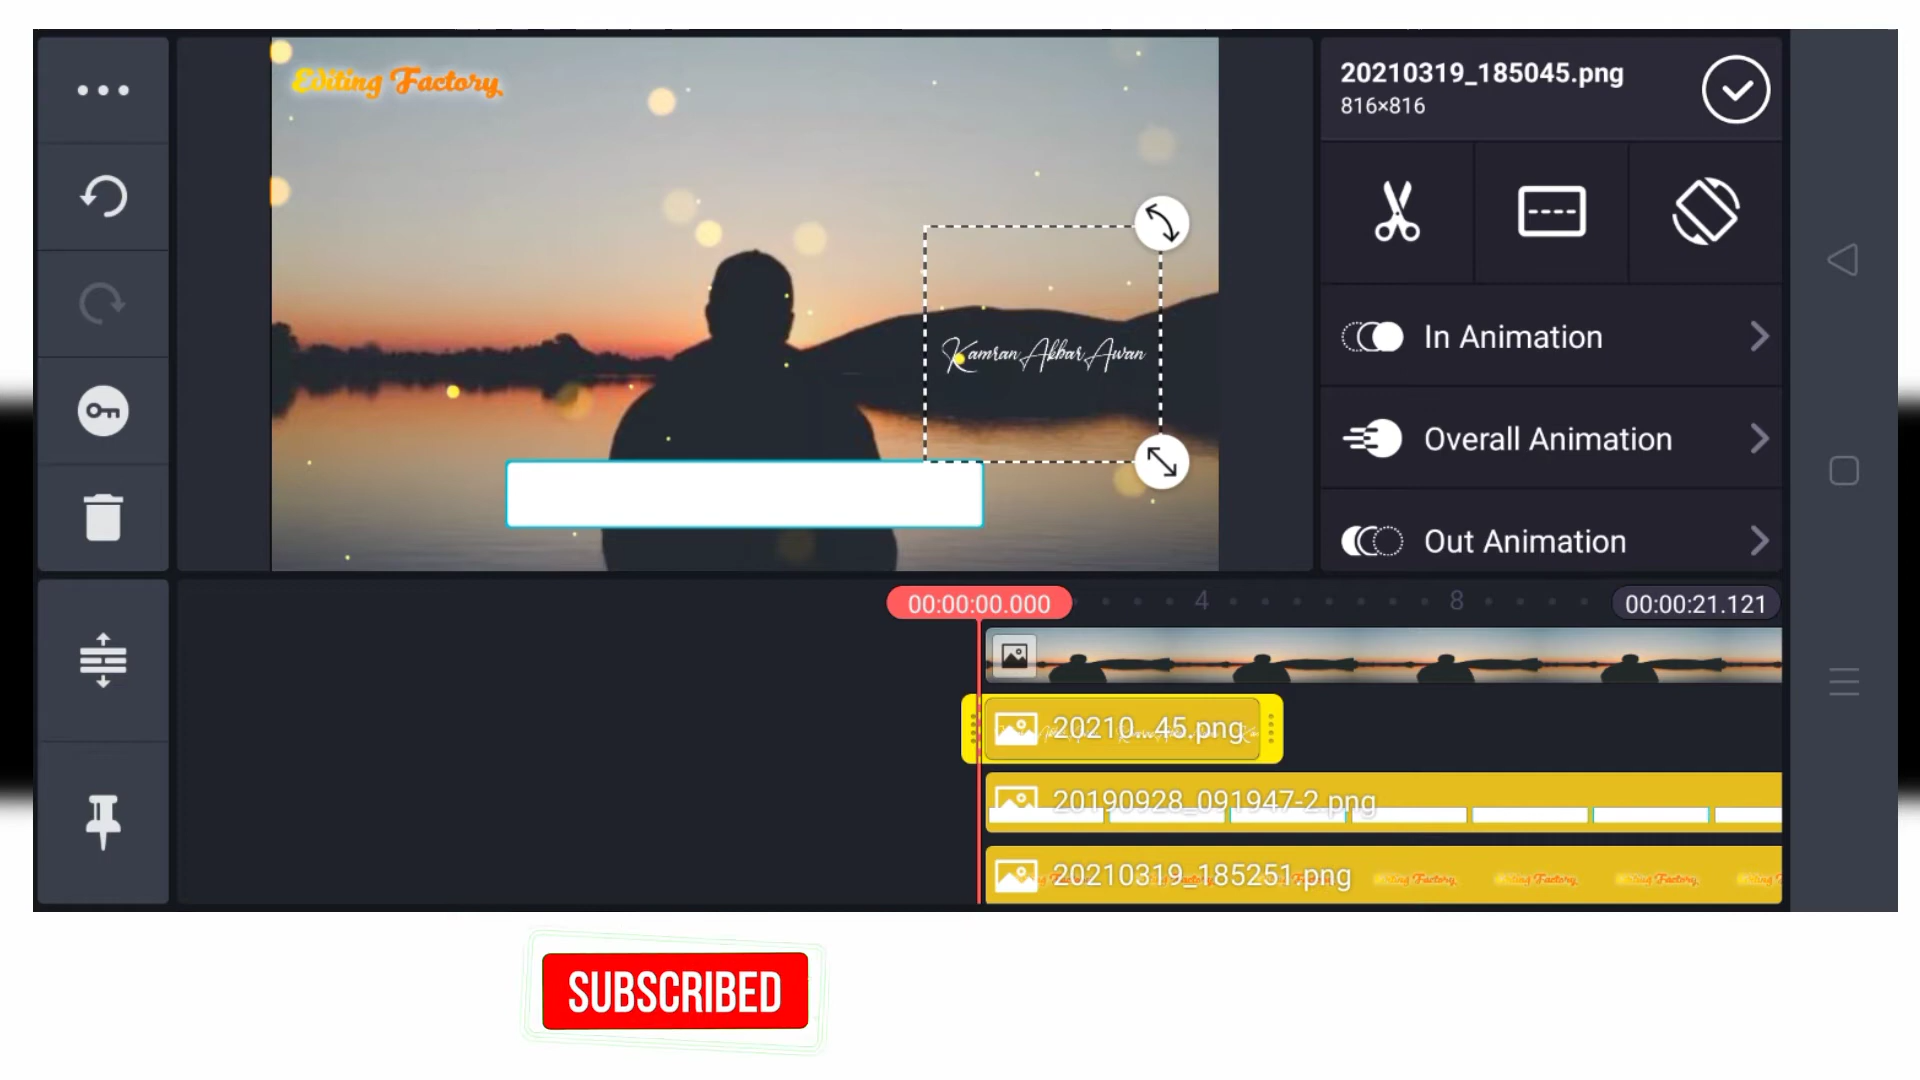 Editing Factory
20210319_185045.png
816×816
Kamran Akbar Awan
In Animation
Overall Animation
Out Animation
00:00:00.000
4
8
00:00:21.121
20210...45.png
20190928_091947-2.png
20210319_185251.png
SUBSCRIBED